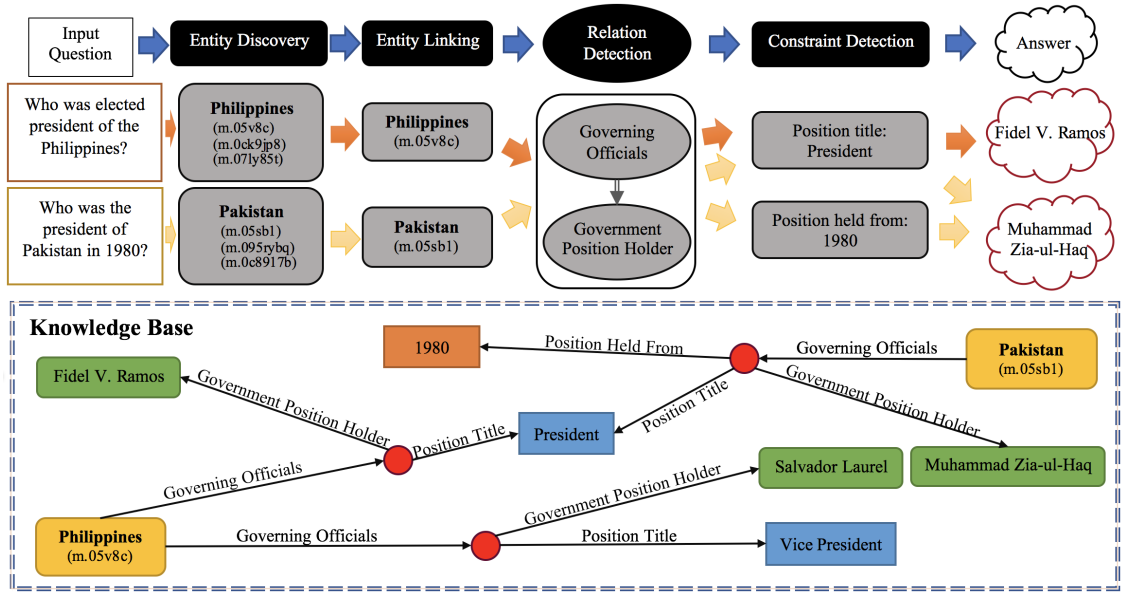 Input
Question
Entity Discovery
Entity Linking
Relation
Detection
Constraint Detection
Answer
Who was elected
president of the
Philippines?
Philippines
(m.05v8c)
(m.0ck9jp8)
(m.07ly85t)
Philippines
(m.05v8c)
Governing
Officials
Position title:
President
Fidel V. Ramos
Who was the
president of
Pakistan in 1980?
Pakistan
(m.05sb1)
(m.095rybq)
(m.0c8917b)
Pakistan
(m.05sb1)
Government
Position Holder
Position held from:
1980
Muhammad
Zia-ul-Haq
Knowledge Base
1980
Position Held From
Governing Officials
Pakistan
(m.05sb1)
Fidel V. Ramos
Government Position Holder
Position Title
Government Position Holder
President
Position Title
Governing Officials
Salvador Laurel
Muhammad Zia-ul-Haq
Government Position Holder
Philippines
(m.05v8c)
Governing Officials
Position Title
Vice President